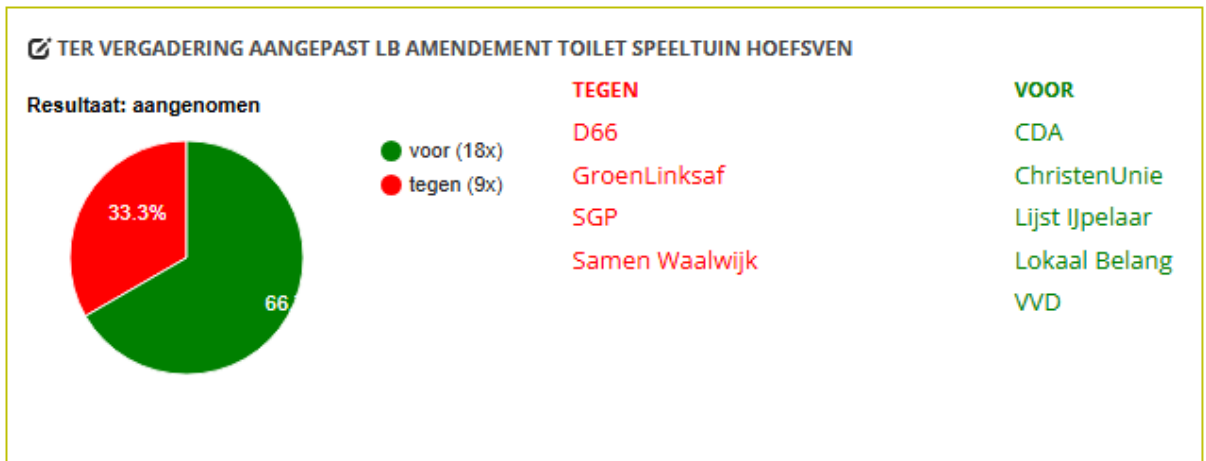 TER VERGADERING AANGEPAST LB AMENDEMENT TOILET SPEELTUIN HOEFSVEN
Resultaat: aangenomen
voor (18x)
tegen (9x)
33.3%
66.
TEGEN
D66
GroenLinksaf
SGP
Samen Waalwijk
VOOR
CDA
ChristenUnie
Lijst IJpelaar
Lokaal Belang
VVD